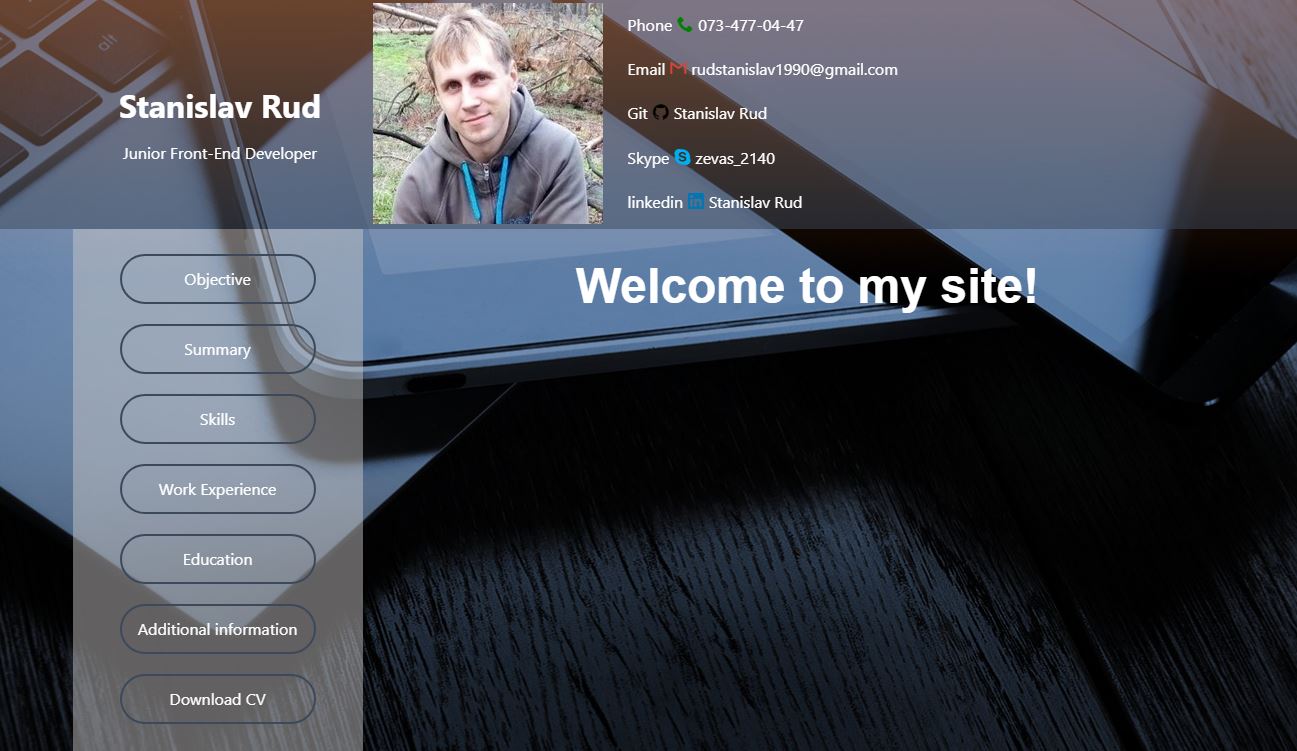 alt
Stanislav Rud
Junior Front-End Developer
Phone 073-477-04-47
Email rudstanislav1990@gmail.com
Git Stanislav Rud
Skype zevas_2140
linkedin Stanislav Rud
Objective
Summary
Skills
Work Experience
Education
Additional information
Download CV
Welcome to my site!